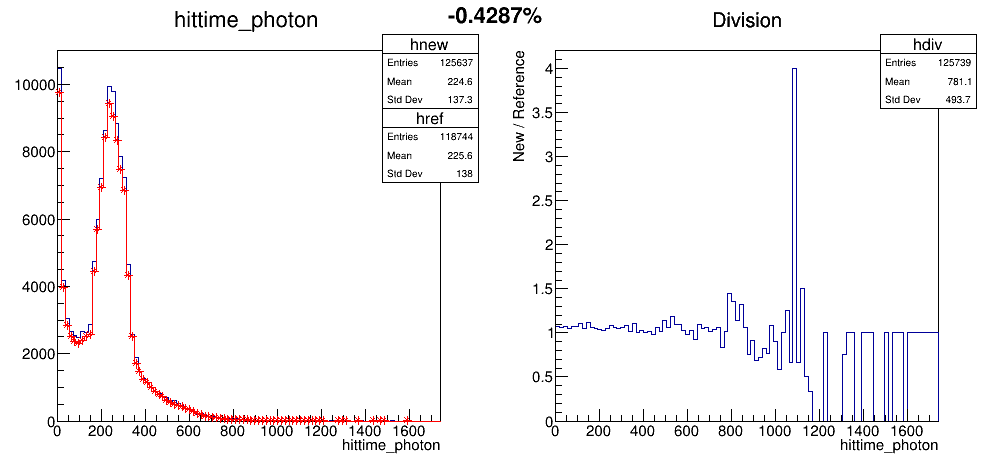 -0.4287%
hittime_photon
hnew
Entries 125637
Mean 224.6
Std Dev 137.3
href
Entries 118744
Mean 225.6
Std Dev 138
10000
8000
6000
4000
2000
0
0 200 400 600 800 1000 1200 1400 1600
hittime_photon
Division
hdiv
Entries 125739
Mean 781.1
Std Dev 493.7
New / Reference
4
3.5
3
2.5
2
1.5
1
0.5
0
0 200 400 600 800 1000 1200 1400 1600
hittime_photon